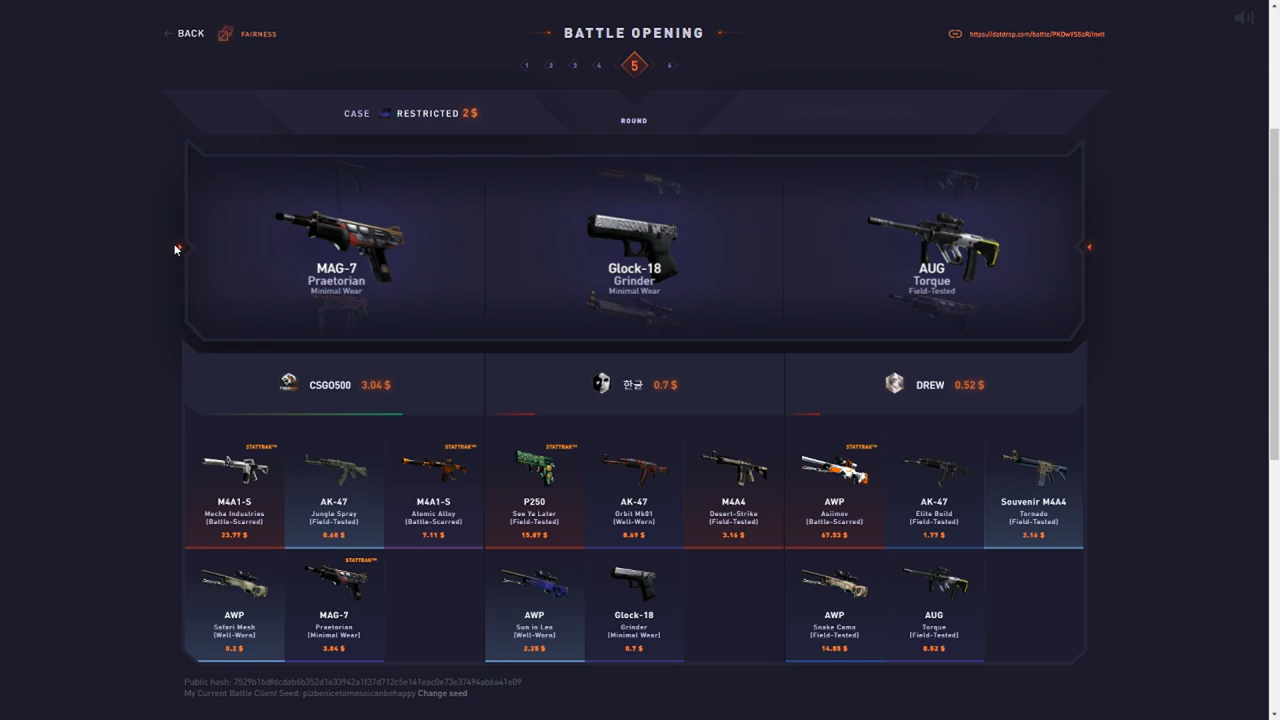 BACK
FAIRNESS
BATTLE OPENING
https://datdrop.com/battle/PKDwYSSsR/invit
1 2 3 4 5 6
CASE RESTRICTED 2 $
ROUND
MAG-7
Praetorian
Minimal Wear
Glock-18
Grinder
Minimal Wear
AUG
Torque
Field-Tested
CSGO500 3.04 $
한균 0.7 $
DREW 0.52 $
STATTRAK™
M4A1-S
Mecha Industries
(Battle-Scarred)
23.77 $
AK-47
Jungle Spray
(Field-Tested)
8.68 $
STATTRAK™
M4A1-S
Atomic Alloy
(Battle-Scarred)
7.11 $
STATTRAK™
P250
See Ya Later
(Field-Tested)
15.87 $
AK-47
Orbit Mk01
(Well-Worn)
8.69 $
M4A4
Desert-Strike
(Field-Tested)
3.16 $
STATTRAK™
AWP
Asiimov
(Battle-Scarred)
67.53 $
AK-47
Elite Build
(Field-Tested)
1.77 $
Souvenir M4A4
Tornado
(Field-Tested)
2.16 $
AWP
Safari Mesh
(Well-Worn)
0.2 $
STATTRAK™
MAG-7
Praetorian
(Minimal Wear)
3.04 $
AWP
Sun in Leo
(Well-Worn)
2.25 $
Glock-18
Grinder
(Minimal Wear)
0.7 $
AWP
Snake Camo
(Field-Tested)
14.85 $
AUG
Torque
(Field-Tested)
0.52 $
Public hash: 7529b1bdfdcdab6b352d1e33942a1f37d712c5e141eac0e73e37494ab6a41e09
My Current Battle Client Seed: plzbenicetomesoicanbehappy Change seed